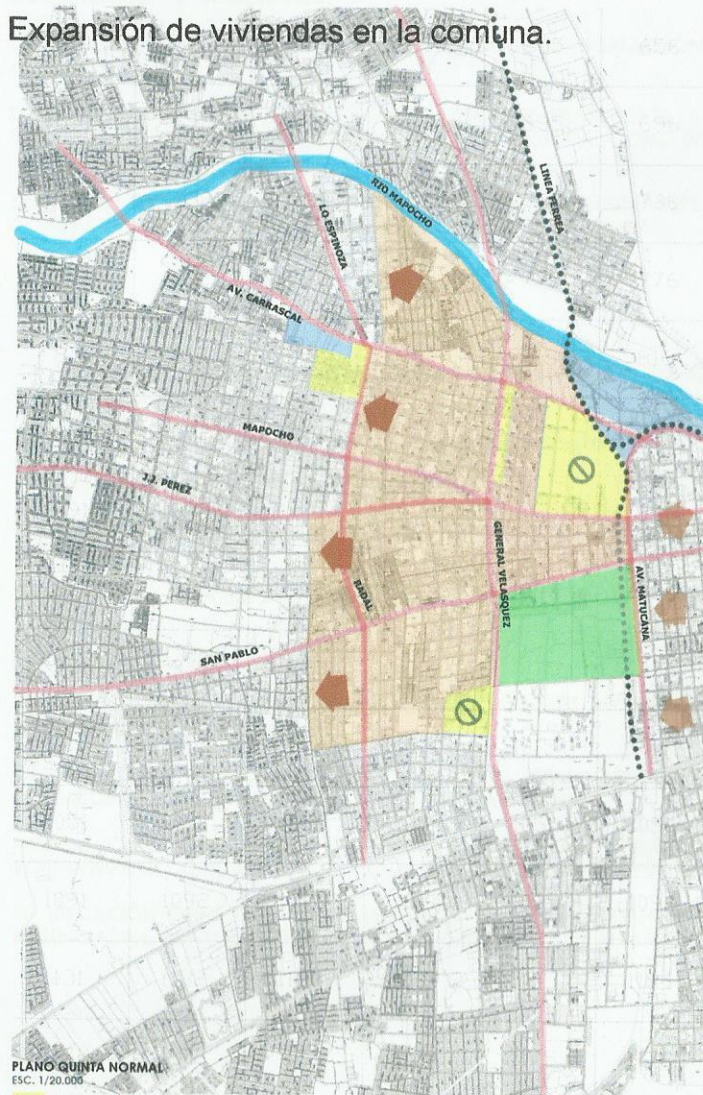 Expansión de viviendas en la comuna.
RIO MAPOCHO
LINEA FERREA
LO ESPINOZA
AV. CARRASCAL
MAPOCHO
J.J. PEREZ
GENERAL VELASQUEZ
RADAL
AV. MATUCANA
SAN PABLO
PLANO QUINTA NORMAL
ESC. 1/20.000